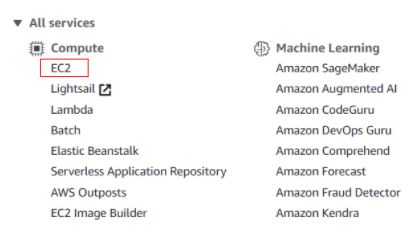 All services
Compute
EC2
Lightsail
Lambda
Batch
Elastic Beanstalk
Serverless Application Repository
AWS Outposts
EC2 Image Builder
Machine Learning
Amazon SageMaker
Amazon Augmented AI
Amazon CodeGuru
Amazon DevOps Guru
Amazon Comprehend
Amazon Forecast
Amazon Fraud Detector
Amazon Kendra